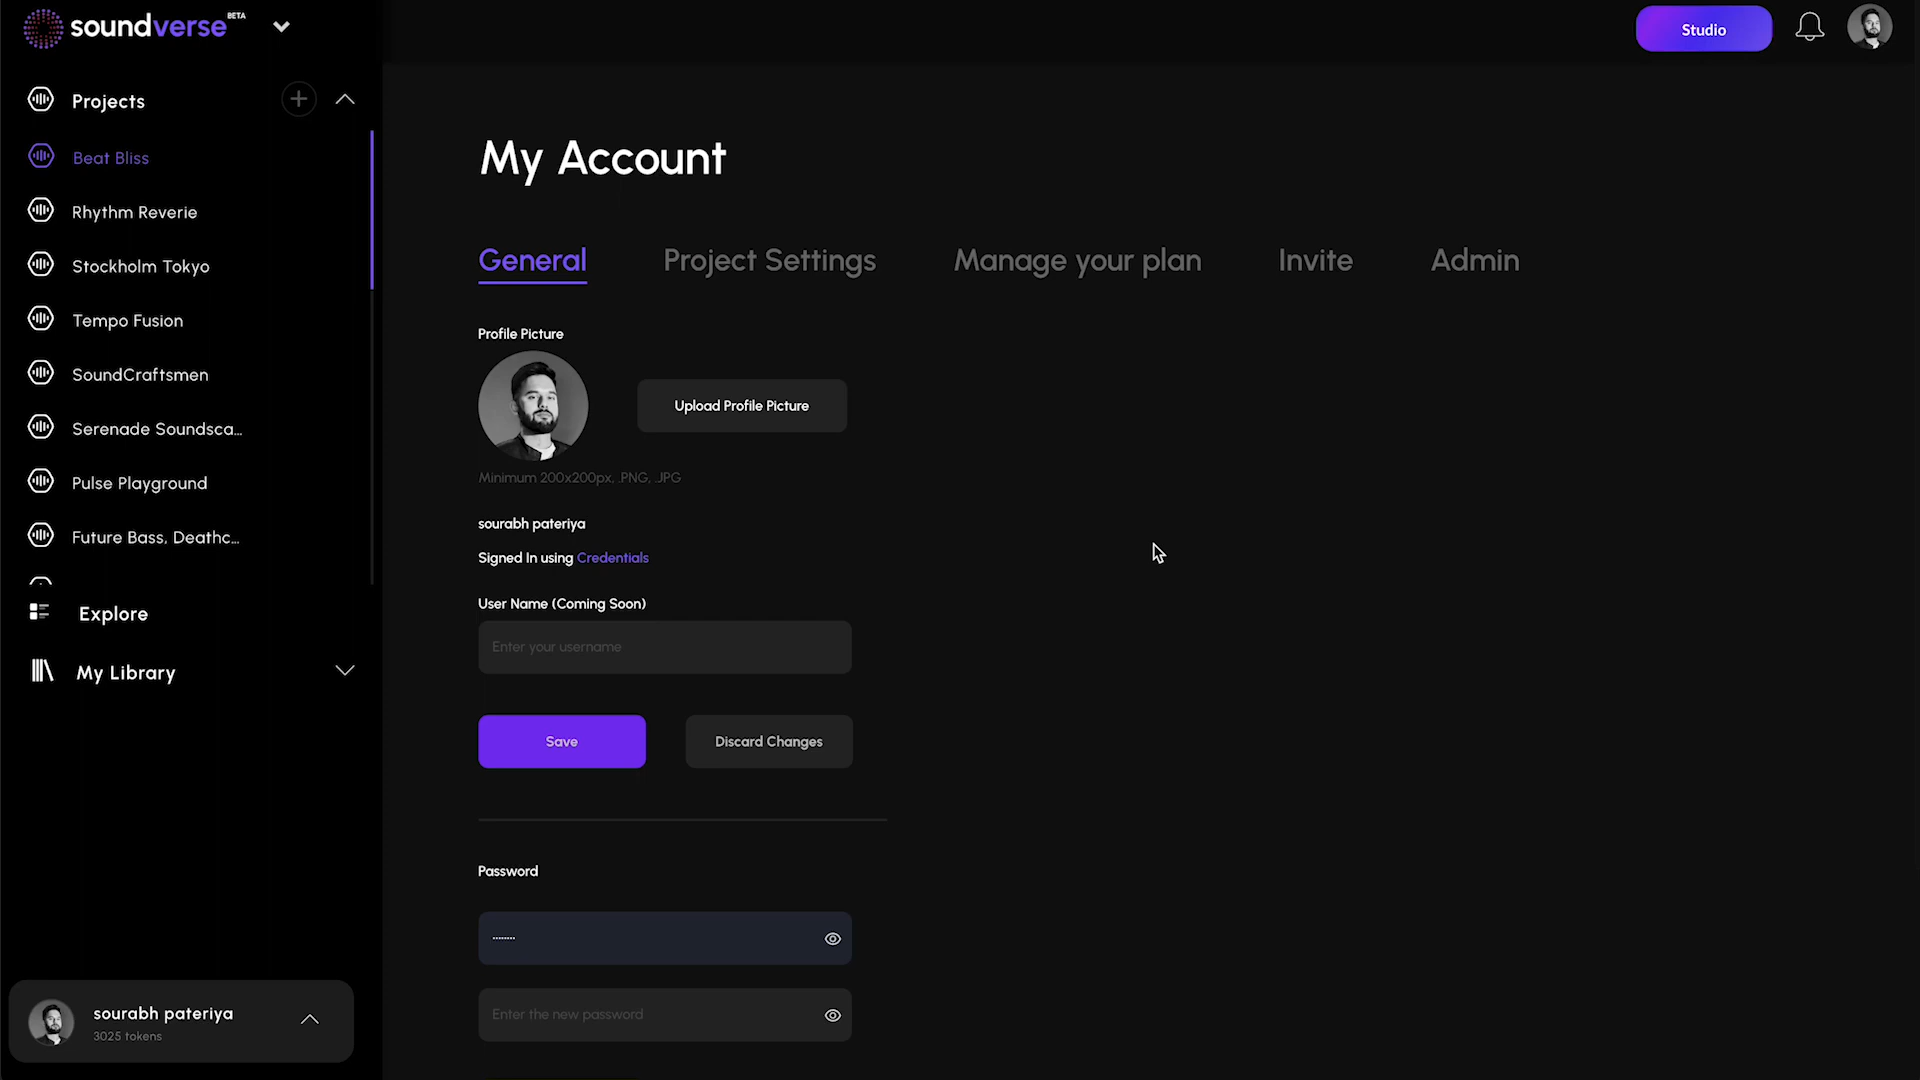 soundverse BETA
Studio
Projects
Beat Bliss
Rhythm Reverie
Stockholm Tokyo
Tempo Fusion
SoundCraftsmen
Serenade Soundsca...
Pulse Playground
Future Bass, Deathc...
Explore
My Library
sourabh pateriya
3025 tokens
My Account
General
Project Settings
Manage your plan
Invite
Admin
Profile Picture
Upload Profile Picture
Minimum 200x200px, .PNG, .JPG
sourabh pateriya
Signed In using Credentials
User Name (Coming Soon)
Enter your username
Save
Discard Changes
Password
········
Enter the new password